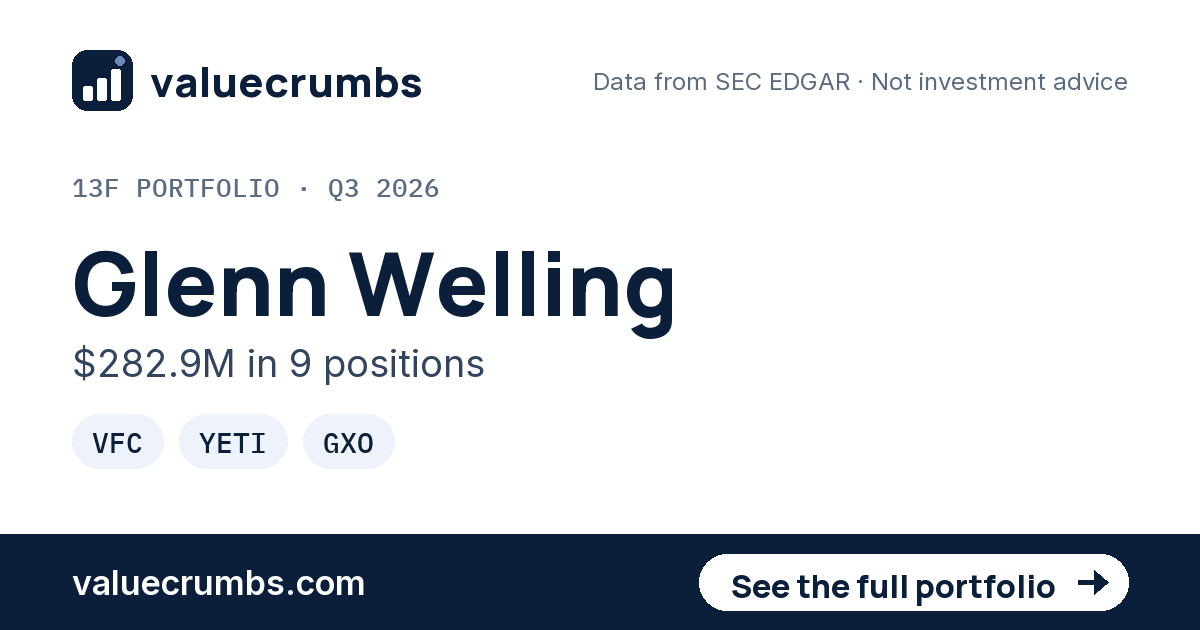 valuecrumbs
Data from SEC EDGAR · Not investment advice
13F PORTFOLIO · Q3 2026
Glenn Welling
$282.9M in 9 positions
VFC YETI GXO
valuecrumbs.com
See the full portfolio →